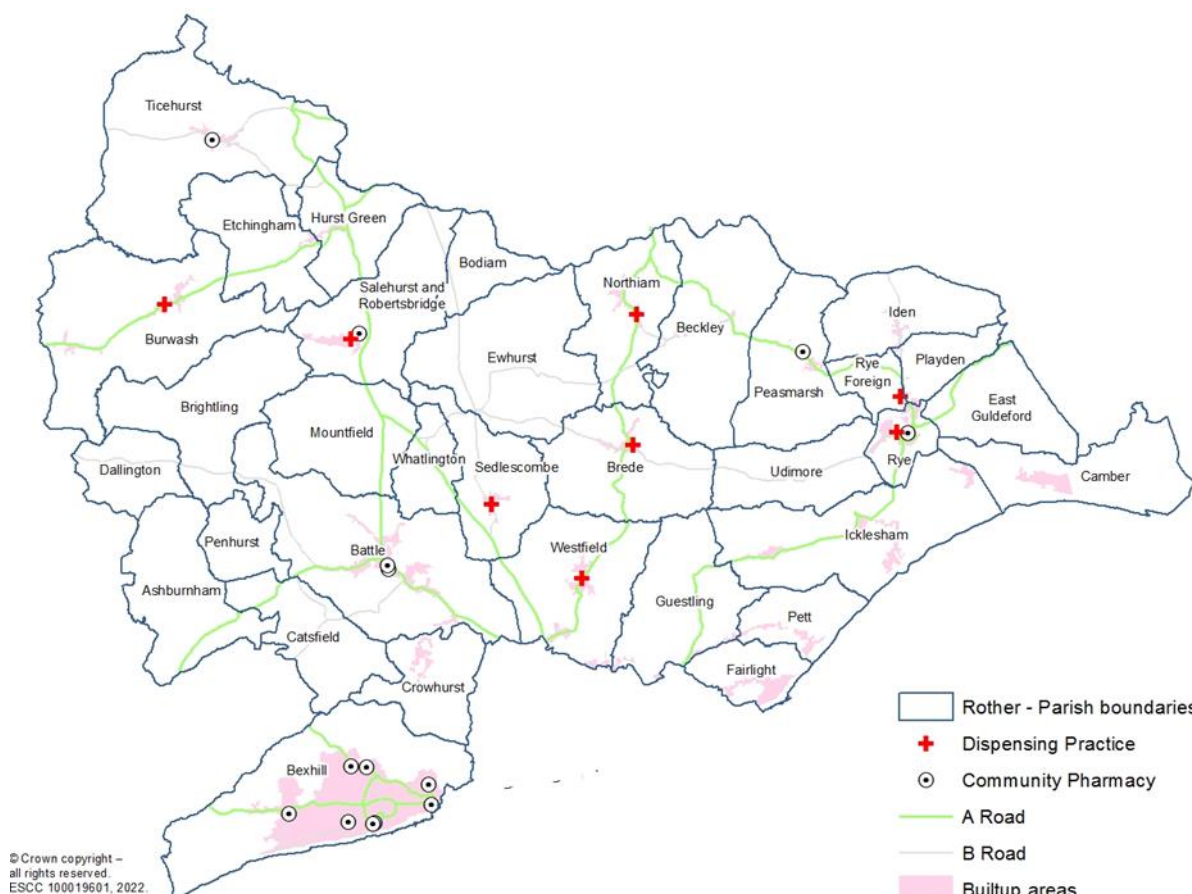 Ticehurst
Etchingham
Hurst Green
Bodiam
Salehurst and
Robertsbridge
Northiam
Iden
Burwash
Beckley
Ewhurst
Rye
Foreign
Playden
Peasmarsh
East
Guldeford
Brightling
Mountfield
Whatlington
Sedlescombe
Brede
Udimore
Rye
Camber
Dallington
Icklesham
Penhurst
Battle
Westfield
Ashburnham
Guestling
Pett
Catsfield
Fairlight
Crowhurst
Bexhill
Rother - Parish boundaries
Dispensing Practice
Community Pharmacy
A Road
B Road
Builtup areas
© Crown copyright –
all rights reserved.
ESCC 100019601, 2022.